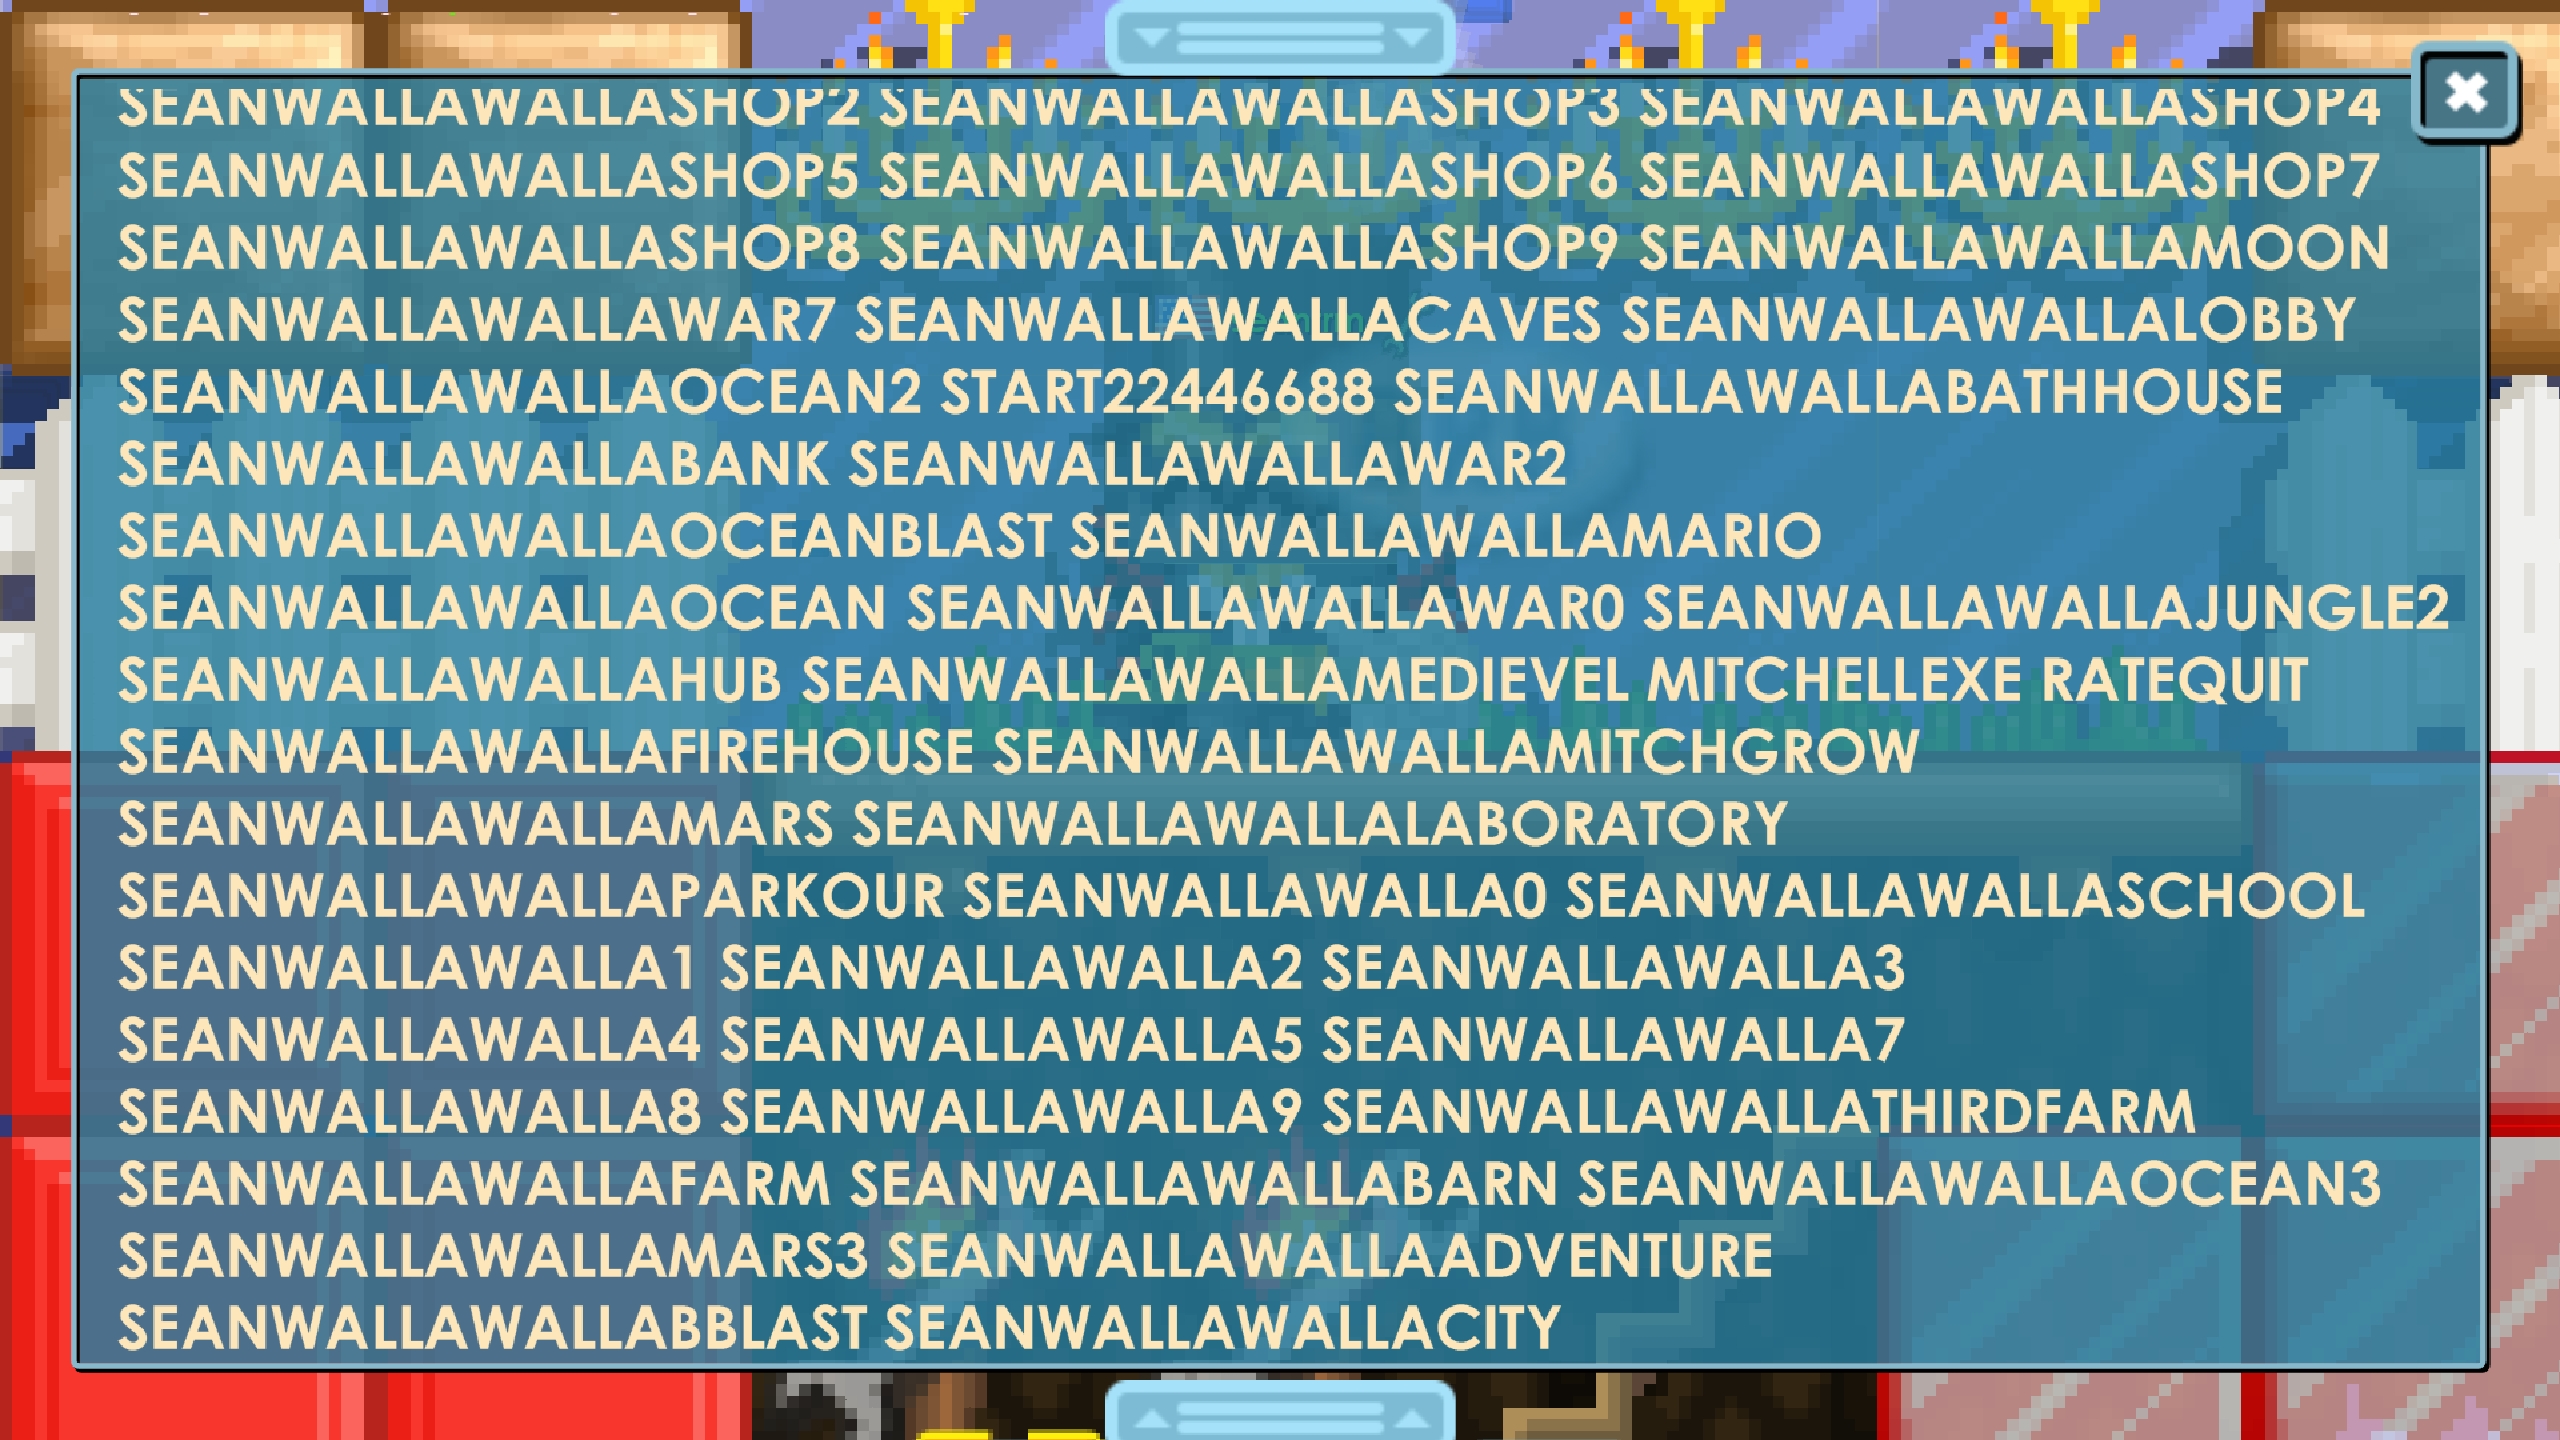 SEANWALLAWALLASHOP2 SEANWALLAWALLASHOP3 SEANWALLAWALLASHOP4
SEANWALLAWALLASHOP5 SEANWALLAWALLASHOP6 SEANWALLAWALLASHOP7
SEANWALLAWALLASHOP8 SEANWALLAWALLASHOP9 SEANWALLAWALLAMOON
SEANWALLAWALLAWAR7 SEANWALLAWALLACAVES SEANWALLAWALLALOBBY
SEANWALLAWALLAOCEAN2 START22446688 SEANWALLAWALLABATHHOUSE
SEANWALLAWALLABANK SEANWALLAWALLAWAR2
SEANWALLAWALLAOCEANBLAST SEANWALLAWALLAMARIO
SEANWALLAWALLAOCEAN SEANWALLAWALLAWAR0 SEANWALLAWALLAJUNGLE2
SEANWALLAWALLAHUB SEANWALLAWALLAMEDIEVEL MITCHELLEXE RATEQUIT
SEANWALLAWALLAFIREHOUSE SEANWALLAWALLAMITCHGROW
SEANWALLAWALLAMARS SEANWALLAWALLALABORATORY
SEANWALLAWALLAPARKOUR SEANWALLAWALLA0 SEANWALLAWALLASCHOOL
SEANWALLAWALLA1 SEANWALLAWALLA2 SEANWALLAWALLA3
SEANWALLAWALLA4 SEANWALLAWALLA5 SEANWALLAWALLA7
SEANWALLAWALLA8 SEANWALLAWALLA9 SEANWALLAWALLATHIRDFARM
SEANWALLAWALLAFARM SEANWALLAWALLABARN SEANWALLAWALLAOCEAN3
SEANWALLAWALLAMARS3 SEANWALLAWALLAADVENTURE
SEANWALLAWALLABBLAST SEANWALLAWALLACITY